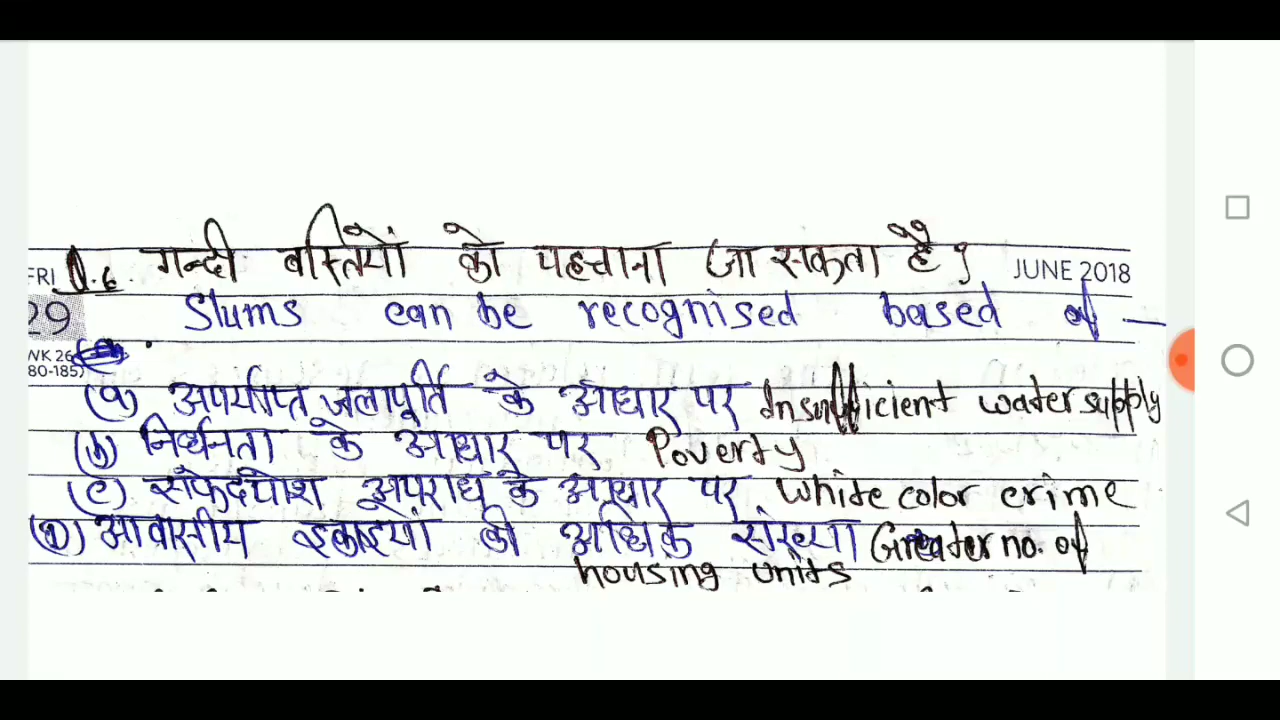 Q.6. गन्दी बस्तियों को पहचाना जा सकता है?
FRI JUNE 2018
29 Slums can be recognised based of —
WK 26
80-185)
(a) अपर्याप्त जलापूर्ति के आधार पर Insufficient water supply
(b) निर्धनता के आधार पर Poverty
(c) सफेदपोश अपराध के आधार पर White color crime
(D) आवासीय इकाइयां की अधिक संख्या Greater no. of
housing units